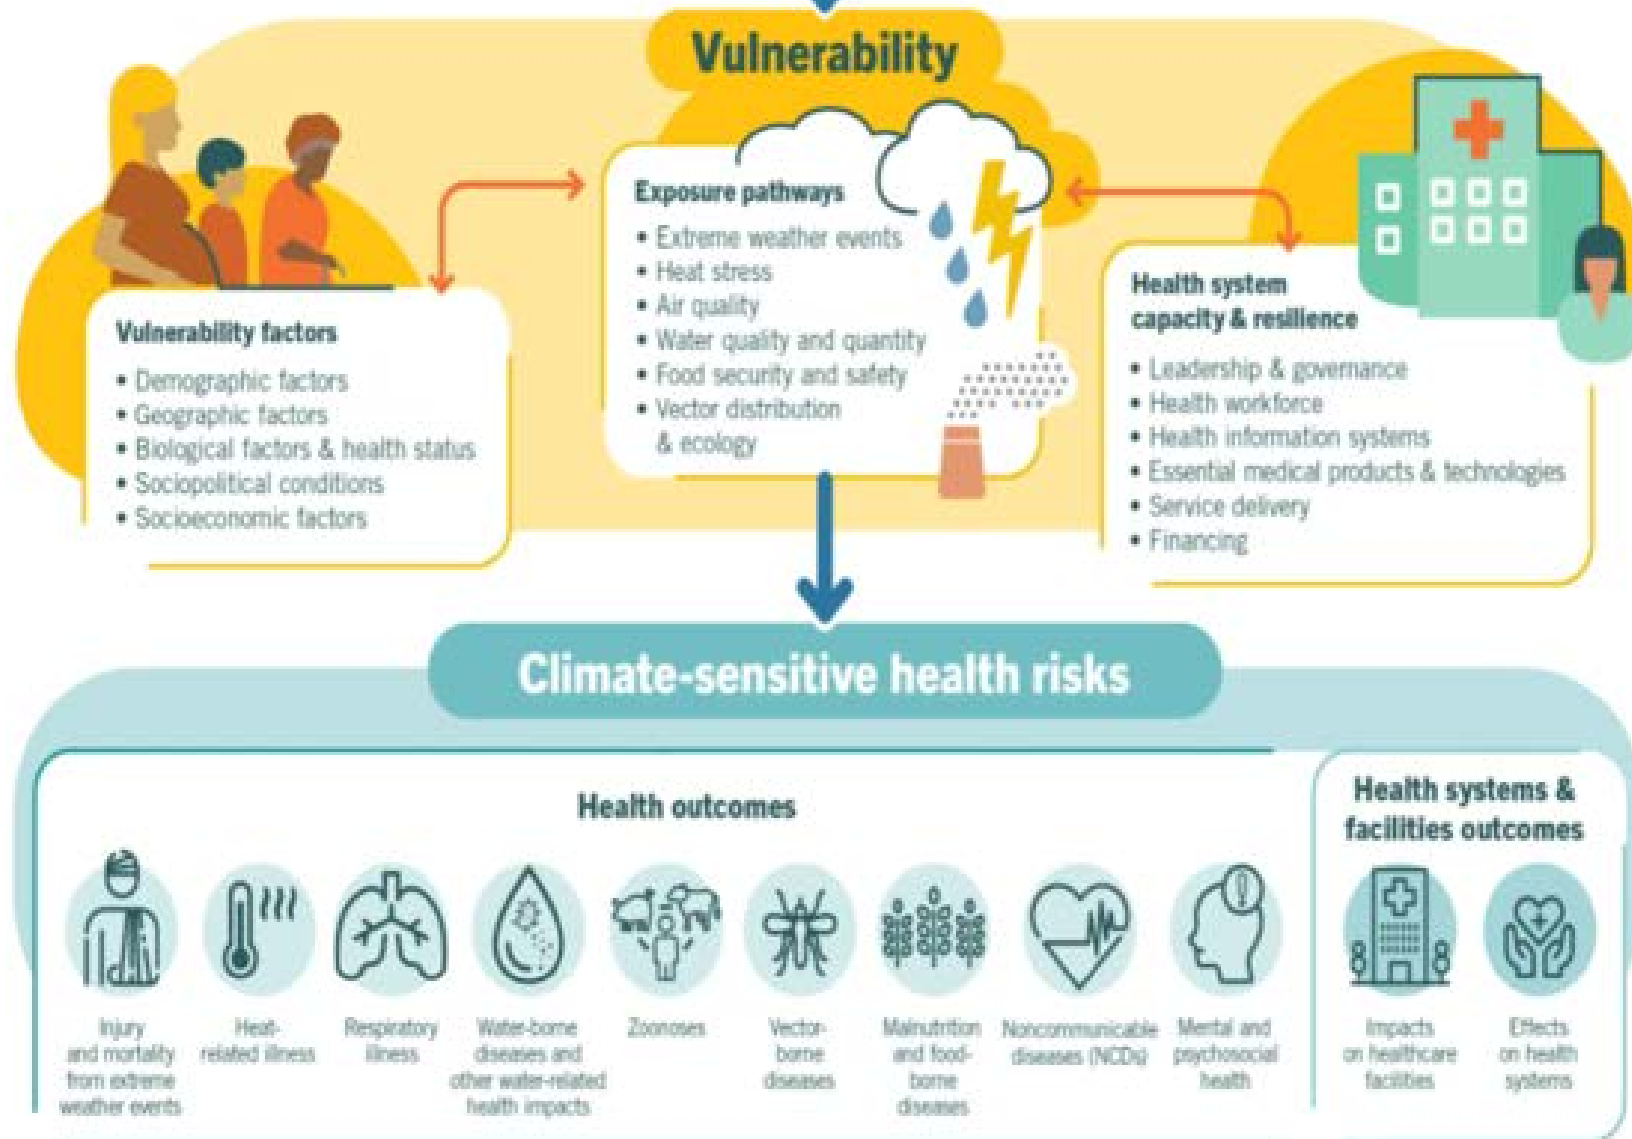 Vulnerability
Vulnerability factors
• Demographic factors
• Geographic factors
• Biological factors & health status
• Sociopolitical conditions
• Socioeconomic factors
Exposure pathways
• Extreme weather events
• Heat stress
• Air quality
• Water quality and quantity
• Food security and safety
• Vector distribution
& ecology
Health system
capacity & resilience
• Leadership & governance
• Health workforce
• Health information systems
• Essential medical products & technologies
• Service delivery
• Financing
Climate-sensitive health risks
Health outcomes
Injury
and mortality
from extreme
weather events
Heat-
related illness
Respiratory
illness
Water-borne
diseases and
other water-related
health impacts
Zoonoses
Vector-
borne
diseases
Malnutrition
and food-
borne
diseases
Noncommunicable
diseases (NCDs)
Mental and
psychosocial
health
Health systems &
facilities outcomes
Impacts
on healthcare
facilities
Effects
on health
systems